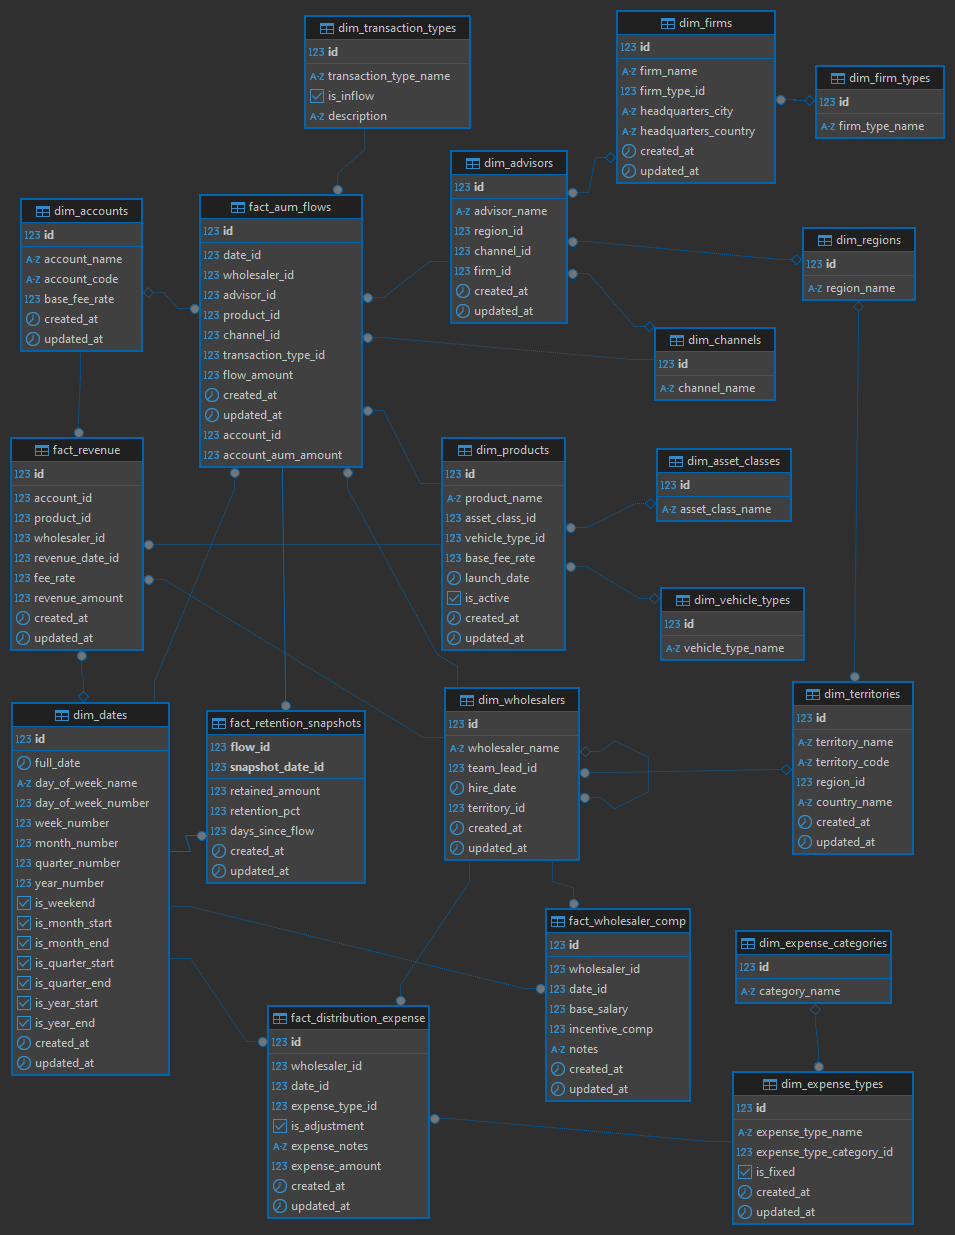 dim_transaction_types
123 id
A-Z transaction_type_name
is_inflow
A-Z description
dim_firms
123 id
A-Z firm_name
123 firm_type_id
A-Z headquarters_city
A-Z headquarters_country
created_at
updated_at
dim_firm_types
123 id
A-Z firm_type_name
dim_advisors
123 id
A-Z advisor_name
123 region_id
123 channel_id
123 firm_id
created_at
updated_at
dim_accounts
123 id
A-Z account_name
A-Z account_code
123 base_fee_rate
created_at
updated_at
fact_aum_flows
123 id
123 date_id
123 wholesaler_id
123 advisor_id
123 product_id
123 channel_id
123 transaction_type_id
123 flow_amount
created_at
updated_at
123 account_id
123 account_aum_amount
dim_regions
123 id
A-Z region_name
dim_channels
123 id
A-Z channel_name
fact_revenue
123 id
123 account_id
123 product_id
123 wholesaler_id
123 revenue_date_id
123 fee_rate
123 revenue_amount
created_at
updated_at
dim_products
123 id
A-Z product_name
123 asset_class_id
123 vehicle_type_id
123 base_fee_rate
launch_date
is_active
created_at
updated_at
dim_asset_classes
123 id
A-Z asset_class_name
dim_vehicle_types
123 id
A-Z vehicle_type_name
dim_dates
123 id
full_date
A-Z day_of_week_name
123 day_of_week_number
123 week_number
123 month_number
123 quarter_number
123 year_number
is_weekend
is_month_start
is_month_end
is_quarter_start
is_quarter_end
is_year_start
is_year_end
created_at
updated_at
fact_retention_snapshots
123 flow_id
123 snapshot_date_id
123 retained_amount
123 retention_pct
123 days_since_flow
created_at
updated_at
dim_wholesalers
123 id
A-Z wholesaler_name
123 team_lead_id
hire_date
123 territory_id
created_at
updated_at
dim_territories
123 id
A-Z territory_name
A-Z territory_code
123 region_id
A-Z country_name
created_at
updated_at
fact_wholesaler_comp
123 id
123 wholesaler_id
123 date_id
123 base_salary
123 incentive_comp
A-Z notes
created_at
updated_at
dim_expense_categories
123 id
A-Z category_name
fact_distribution_expense
123 id
123 wholesaler_id
123 date_id
123 expense_type_id
is_adjustment
A-Z expense_notes
123 expense_amount
created_at
updated_at
dim_expense_types
123 id
A-Z expense_type_name
123 expense_type_category_id
is_fixed
created_at
updated_at